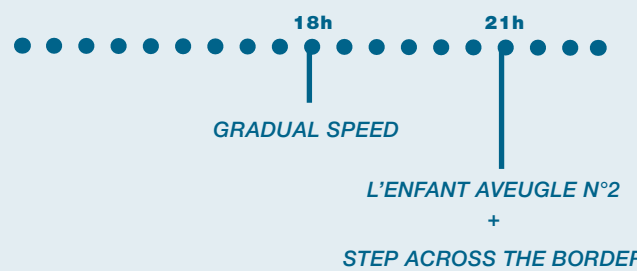 18h 21h
GRADUAL SPEED
L'ENFANT AVEUGLE N°2
+
STEP ACROSS THE BORDER